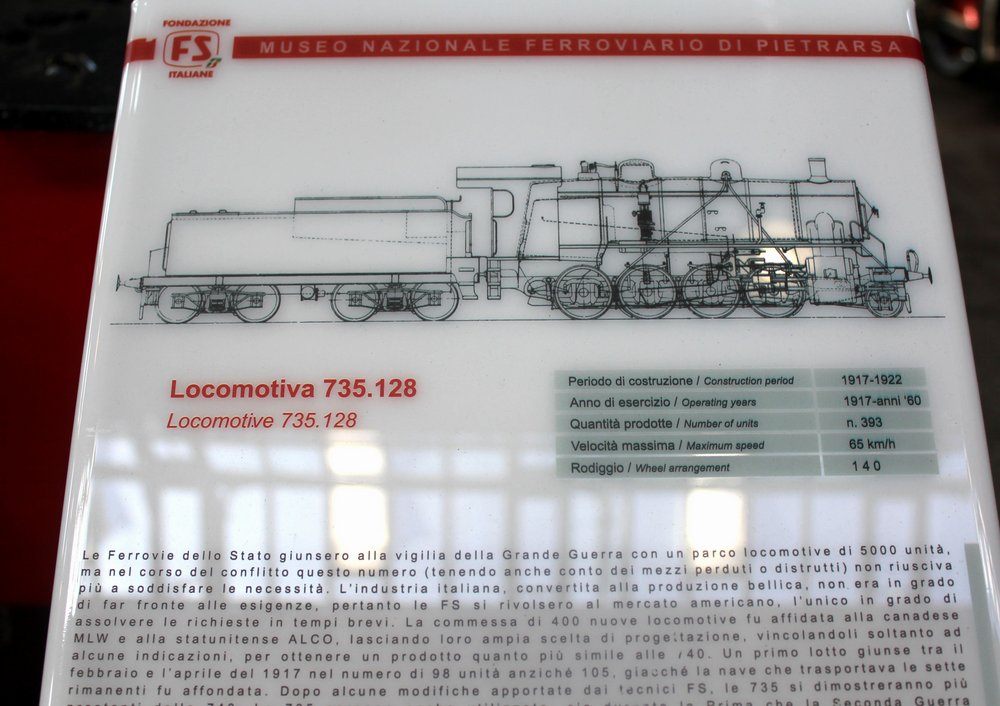 FONDAZIONE
FS
ITALIANE
MUSEO NAZIONALE FERROVIARIO DI PIETRARSA
Locomotiva 735.128
Locomotive 735.128
Periodo di costruzione / Construction period 1917-1922
Anno di esercizio / Operating years 1917-anni '60
Quantità prodotte / Number of units n. 393
Velocità massima / Maximum speed 65 km/h
Rodiggio / Wheel arrangement 1 4 0
Le Ferrovie dello Stato giunsero alla vigilia della Grande Guerra con un parco locomotive di 5000 unità,
ma nel corso del conflitto questo numero (tenendo anche conto dei mezzi perduti o distrutti) non riusciva
più a soddisfare le necessità. L'industria italiana, convertita alla produzione bellica, non era in grado
di far fronte alle esigenze, pertanto le FS si rivolsero al mercato americano, l'unico in grado di
assolvere le richieste in tempi brevi. La commessa di 400 nuove locomotive fu affidata alla canadese
MLW e alla statunitense ALCO, lasciando loro ampia scelta di progettazione, vincolandoli soltanto ad
alcune indicazioni, per ottenere un prodotto quanto più simile alle 740. Un primo lotto giunse tra il
febbraio e l'aprile del 1917 nel numero di 98 unità anziché 105, giacché la nave che trasportava le sette
rimanenti fu affondata. Dopo alcune modifiche apportate dai tecnici FS, le 735 si dimostreranno più